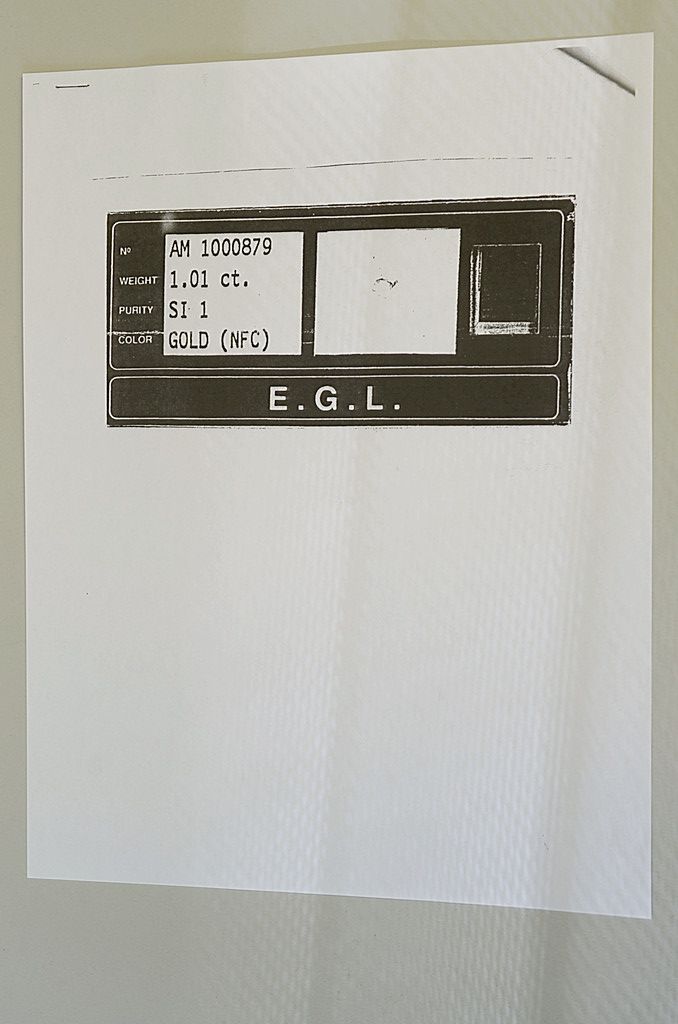 Nº AM 1000879
WEIGHT 1.01 ct.
PURITY SI 1
COLOR GOLD (NFC)
E.G.L.